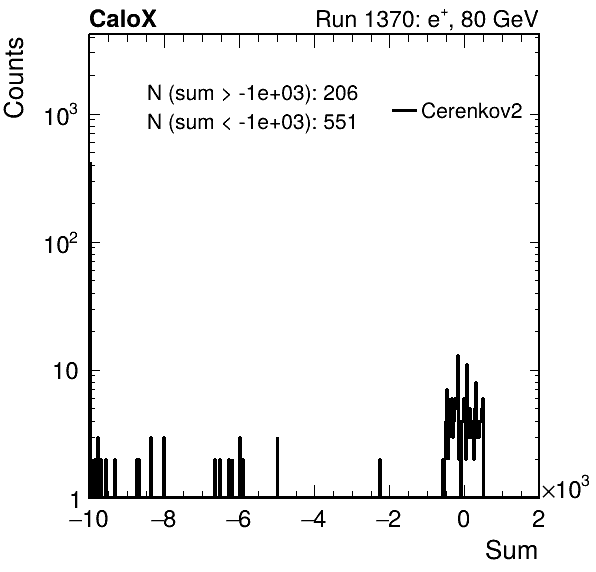 CaloX Run 1370: e⁺, 80 GeV
Counts
N (sum > -1e+03): 206
N (sum < -1e+03): 551
Cerenkov2
10³
10²
10
1
−10 −8 −6 −4 −2 0 2
×10³
Sum